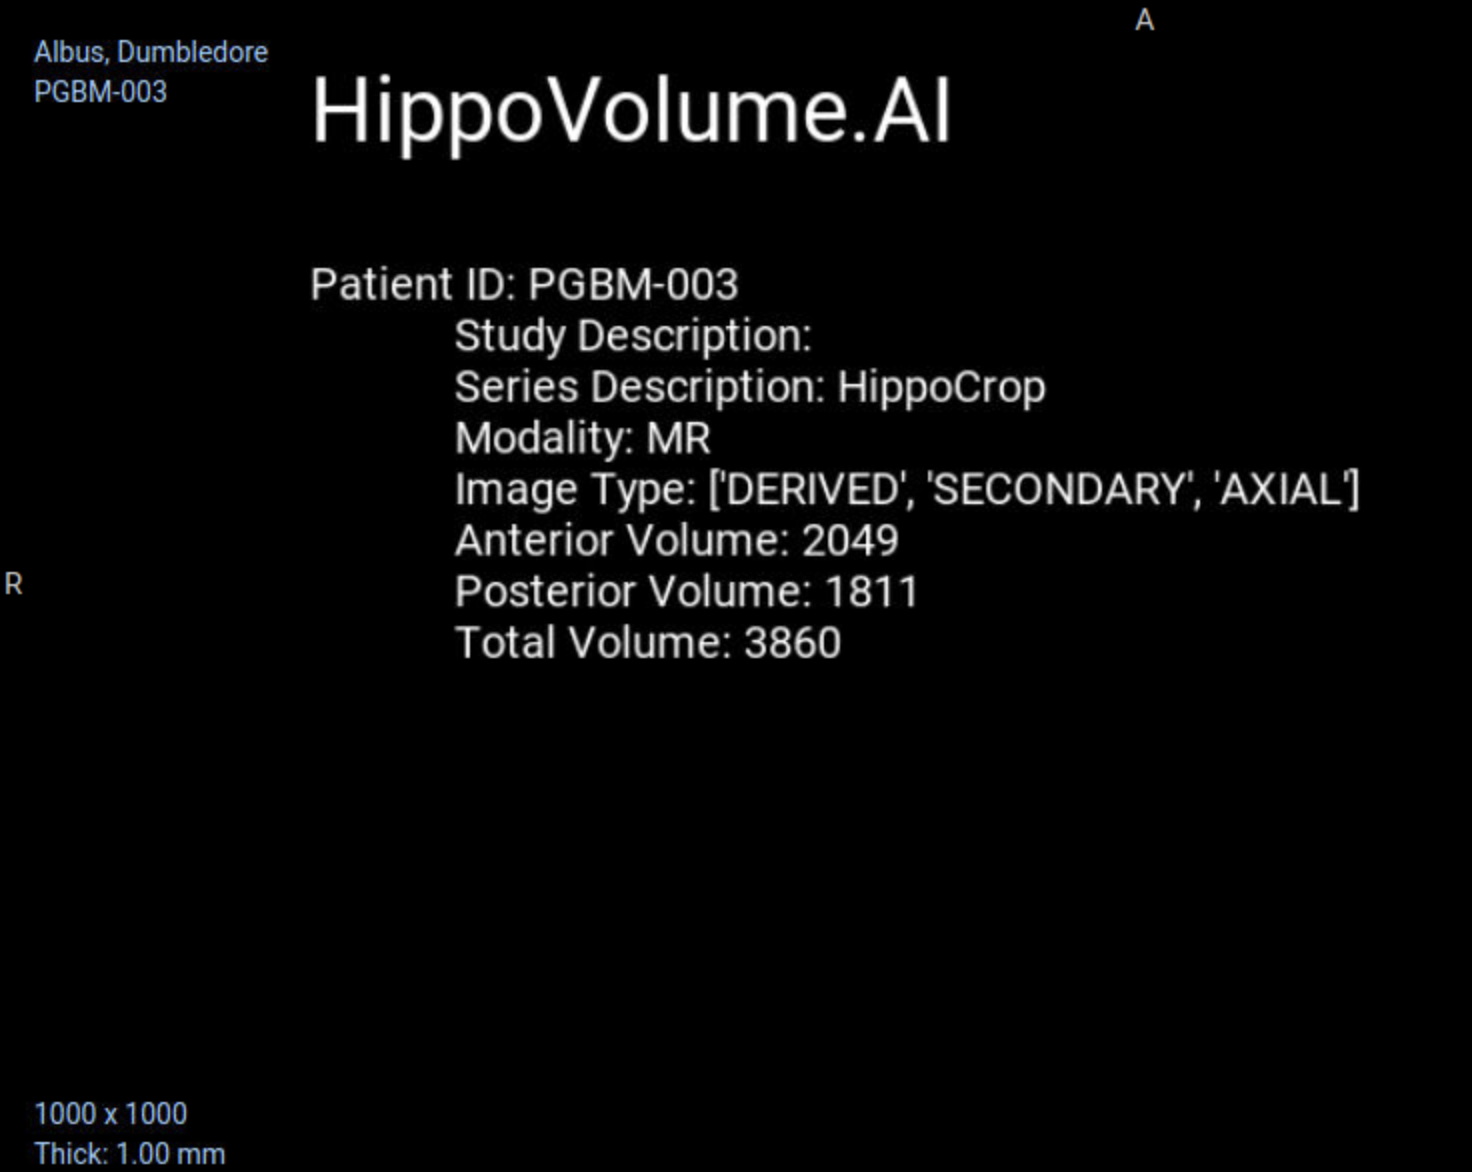 A
Albus, Dumbledore
PGBM-003
HippoVolume.AI
Patient ID: PGBM-003
Study Description:
Series Description: HippoCrop
Modality: MR
Image Type: ['DERIVED', 'SECONDARY', 'AXIAL']
Anterior Volume: 2049
R
Posterior Volume: 1811
Total Volume: 3860
1000 x 1000
Thick: 1.00 mm